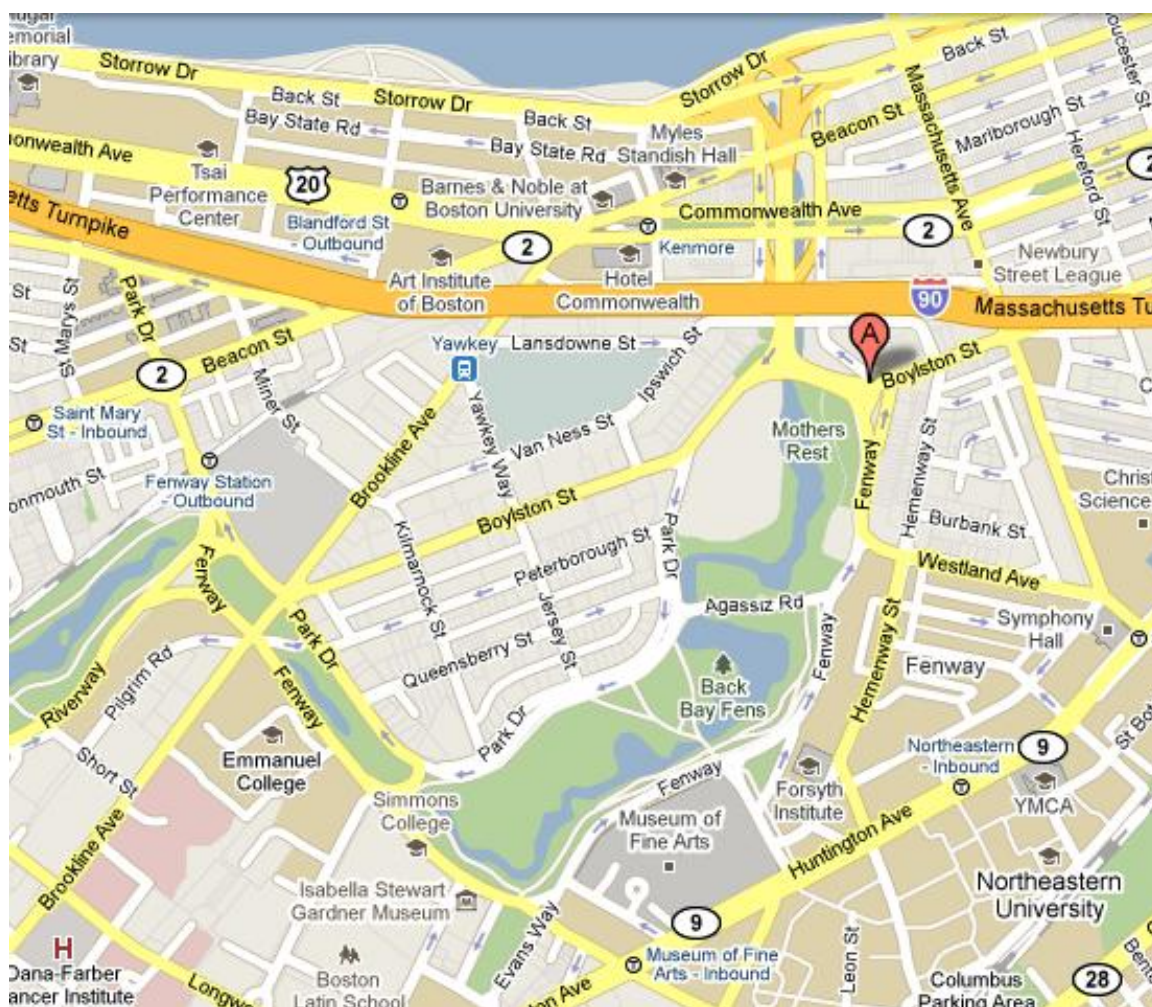 emorial
ibrary
Storrow Dr
Back St
Storrow Dr
Storrow Dr
Back St
Massachusetts Ave
oucester St
Bay State Rd
Back St
Beacon St
Marlborough St
Hereford St
2
onwealth Ave
Tsai
Performance
Center
20
Bay State Rd
Myles
Standish Hall
Barnes & Noble at
Boston University
Commonwealth Ave
2
etts Turnpike
Blandford St
- Outbound
2
Kenmore
Newbury
Street League
Art Institute
of Boston
Hotel
Commonwealth
90
Massachusetts Tu
St
St
St. Marys St
Park Dr
2
Beacon St
Yawkey
Lansdowne St
Ipswich St
A
Boylston St
Saint Mary
St - Inbound
Miner St
Brookline Ave
Yawkey Way
Van Ness St
Mothers
Rest
Fenway
Hemenway St
Christ
Science
onmouth St
Fenway Station
- Outbound
Boylston St
Park Dr
Burbank St
Westland Ave
Fenway
Kilmarnock St
Peterborough St
Jersey St
Agassiz Rd
Symphony
Hall
Riverway
Pilgrim Rd
Park Dr
Fenway
Queensberry St
Back
Bay Fens
Fenway
Hemenway St
Fenway
St Bot
Short St
Emmanuel
College
Park Dr
Northeastern
- Inbound
9
Simmons
College
Fenway
Forsyth
Institute
YMCA
Museum of
Fine Arts
Huntington Ave
Brookline Ave
Isabella Stewart
Gardner Museum
Evans Way
9
Northeastern
University
H
Dana-Farber
ancer Institute
Longw
Boston
Latin School
Museum of Fine
Arts - Inbound
on Ave
Leon St
Columbus
Parking Area
28